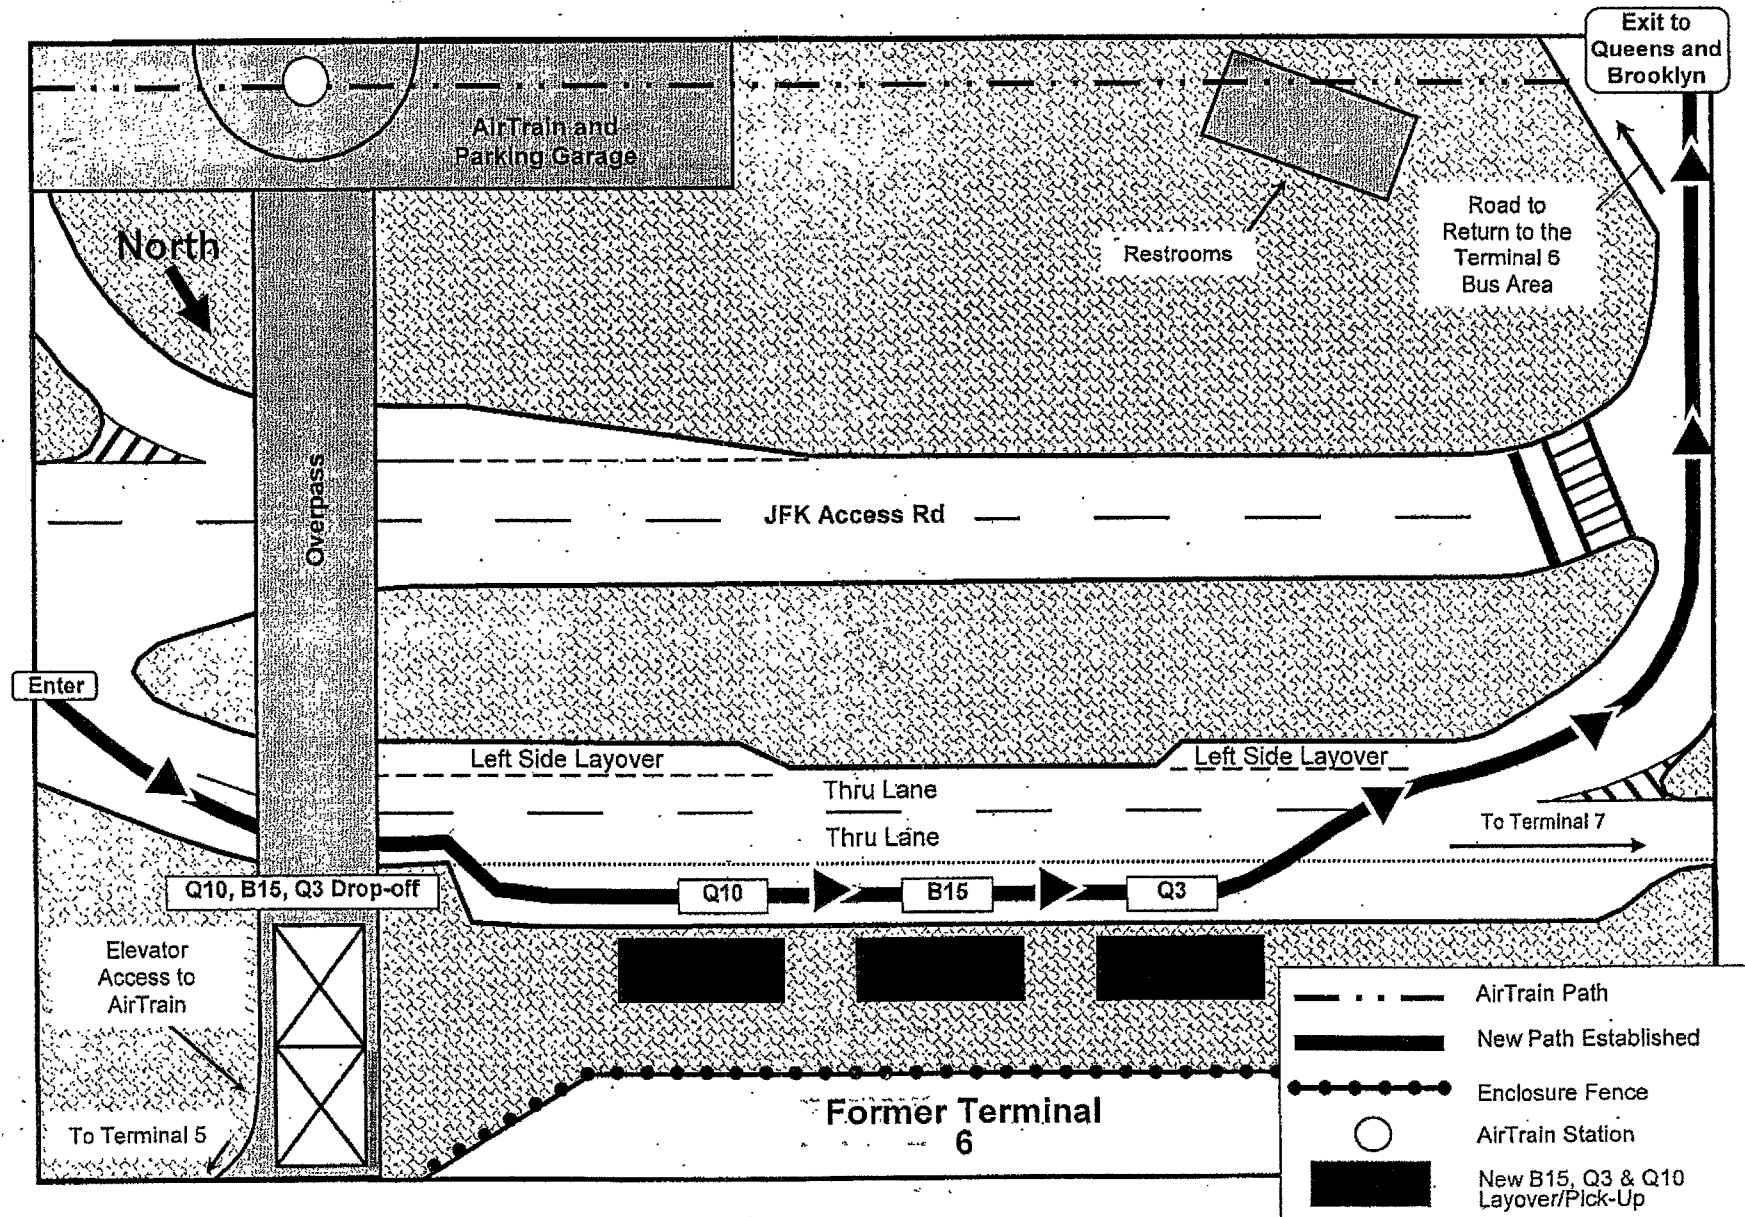 Exit to
Queens and
Brooklyn
AirTrain and
Parking Garage
Road to
Return to the
Terminal 6
Bus Area
North
Restrooms
Overpass
JFK Access Rd
Enter
Left Side Layover
Left Side Layover
Thru Lane
Thru Lane
To Terminal 7
Q10, B15, Q3 Drop-off
Q10
B15
Q3
Elevator
Access to
AirTrain
To Terminal 5
Former Terminal
6
AirTrain Path
New Path Established
Enclosure Fence
AirTrain Station
New B15, Q3 & Q10
Layover/Pick-Up